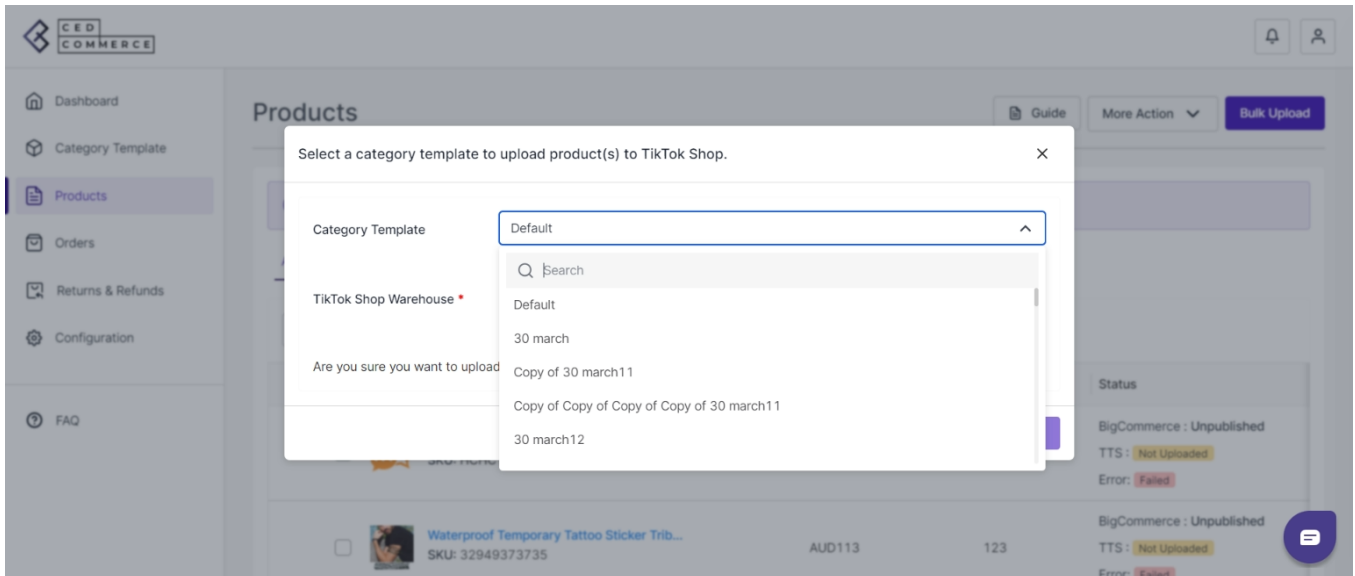 CED
COMMERCE
Dashboard
Category Template
Products
Orders
Returns & Refunds
Configuration
FAQ
Products
Guide
More Action
Bulk Upload
Select a category template to upload product(s) to TikTok Shop.
Category Template
Default
Search
Default
30 march
Copy of 30 march11
Copy of Copy of Copy of Copy of 30 march11
30 march12
TikTok Shop Warehouse *
Are you sure you want to upload
Status
BigCommerce : Unpublished
TTS : Not Uploaded
Error: Failed
Waterproof Temporary Tattoo Sticker Trib...
SKU: 32949373735
AUD113
123
BigCommerce : Unpublished
TTS : Not Uploaded
Error: Failed